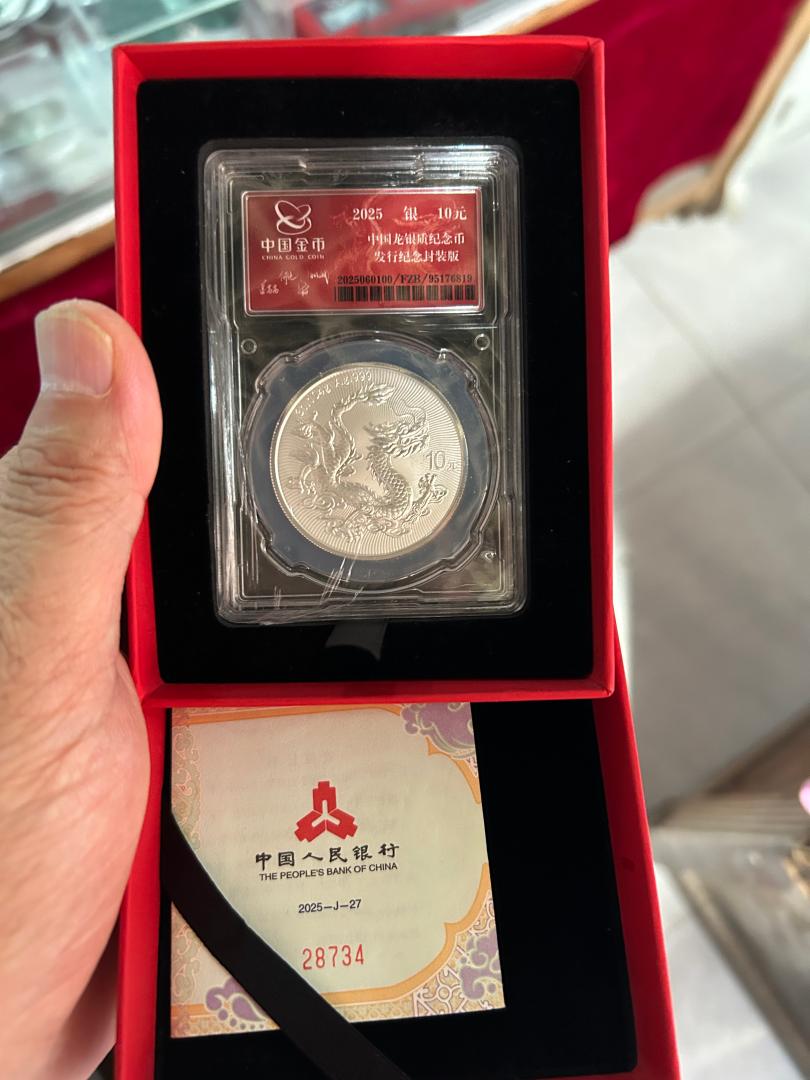 中国金币
CHINA GOLD COIN
2025 银 10元
中国龙银质纪念币
发行纪念封装版
2025060100/FZB/95176819
10元
中国人民银行
THE PEOPLE'S BANK OF CHINA
2025-J-27
28734